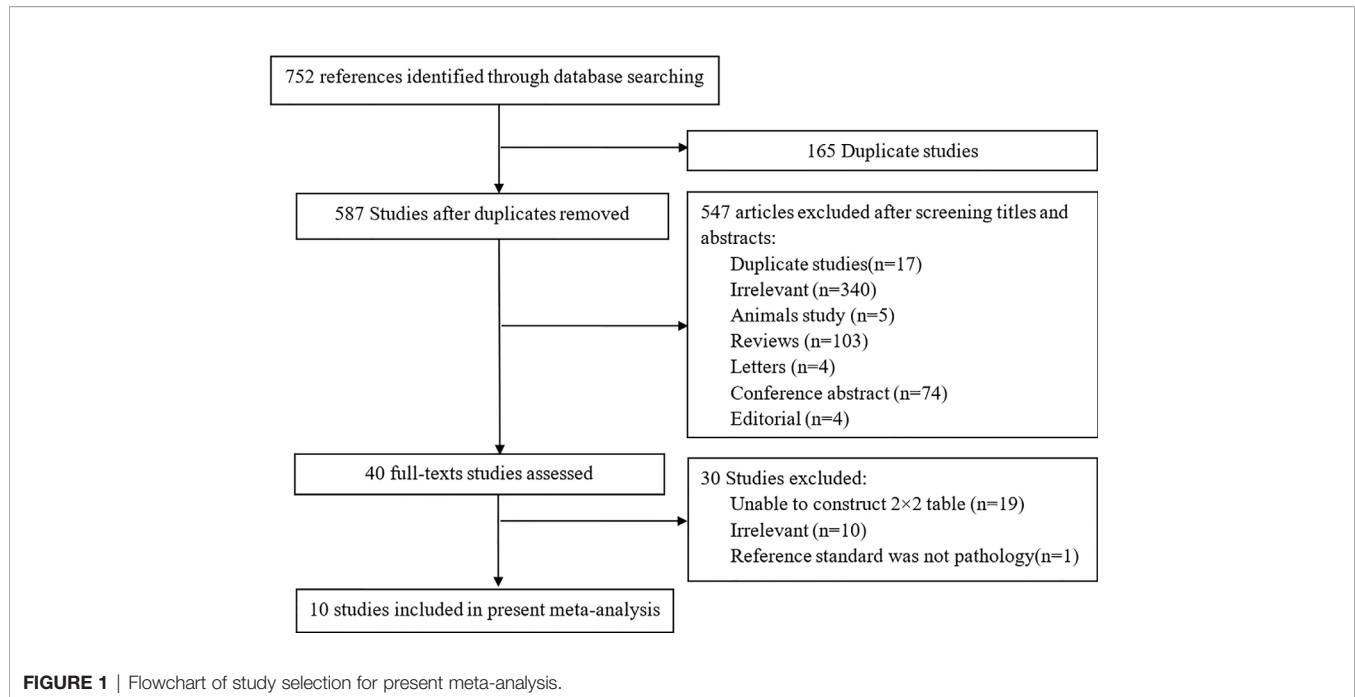 752 references identified through database searching
165 Duplicate studies
587 Studies after duplicates removed
547 articles excluded after screening titles and
abstracts:
Duplicate studies(n=17)
Irrelevant (n=340)
Animals study (n=5)
Reviews (n=103)
Letters (n=4)
Conference abstract (n=74)
Editorial (n=4)
40 full-texts studies assessed
30 Studies excluded:
Unable to construct 2×2 table (n=19)
Irrelevant (n=10)
Reference standard was not pathology(n=1)
10 studies included in present meta-analysis
FIGURE 1 | Flowchart of study selection for present meta-analysis.